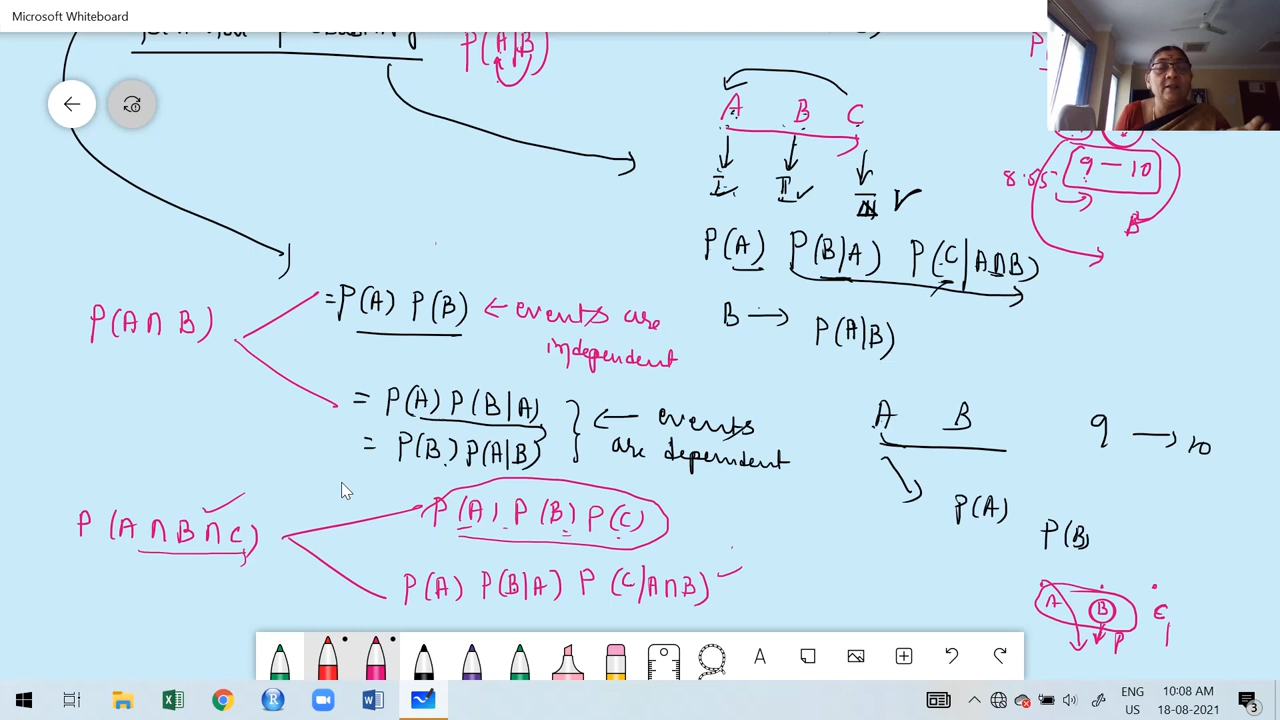 Microsoft Whiteboard
P(A|B)
A B C
I II
8.55 9 — 10
B
P(A) P(B|A) P(C|A∩B)
B → P(A|B)
P(A∩B)
= P(A) P(B) ← events are
independent
= P(A) P(B|A)
= P(B) P(A|B)
} ← events
are dependent
A B 9 → 10
P(A)
P(B)
P(A∩B∩C)
P(A) P(B) P(C)
P(A) P(B|A) P(C|A∩B)
A B C
P
A
ENG
US
10:08 AM
18-08-2021
3